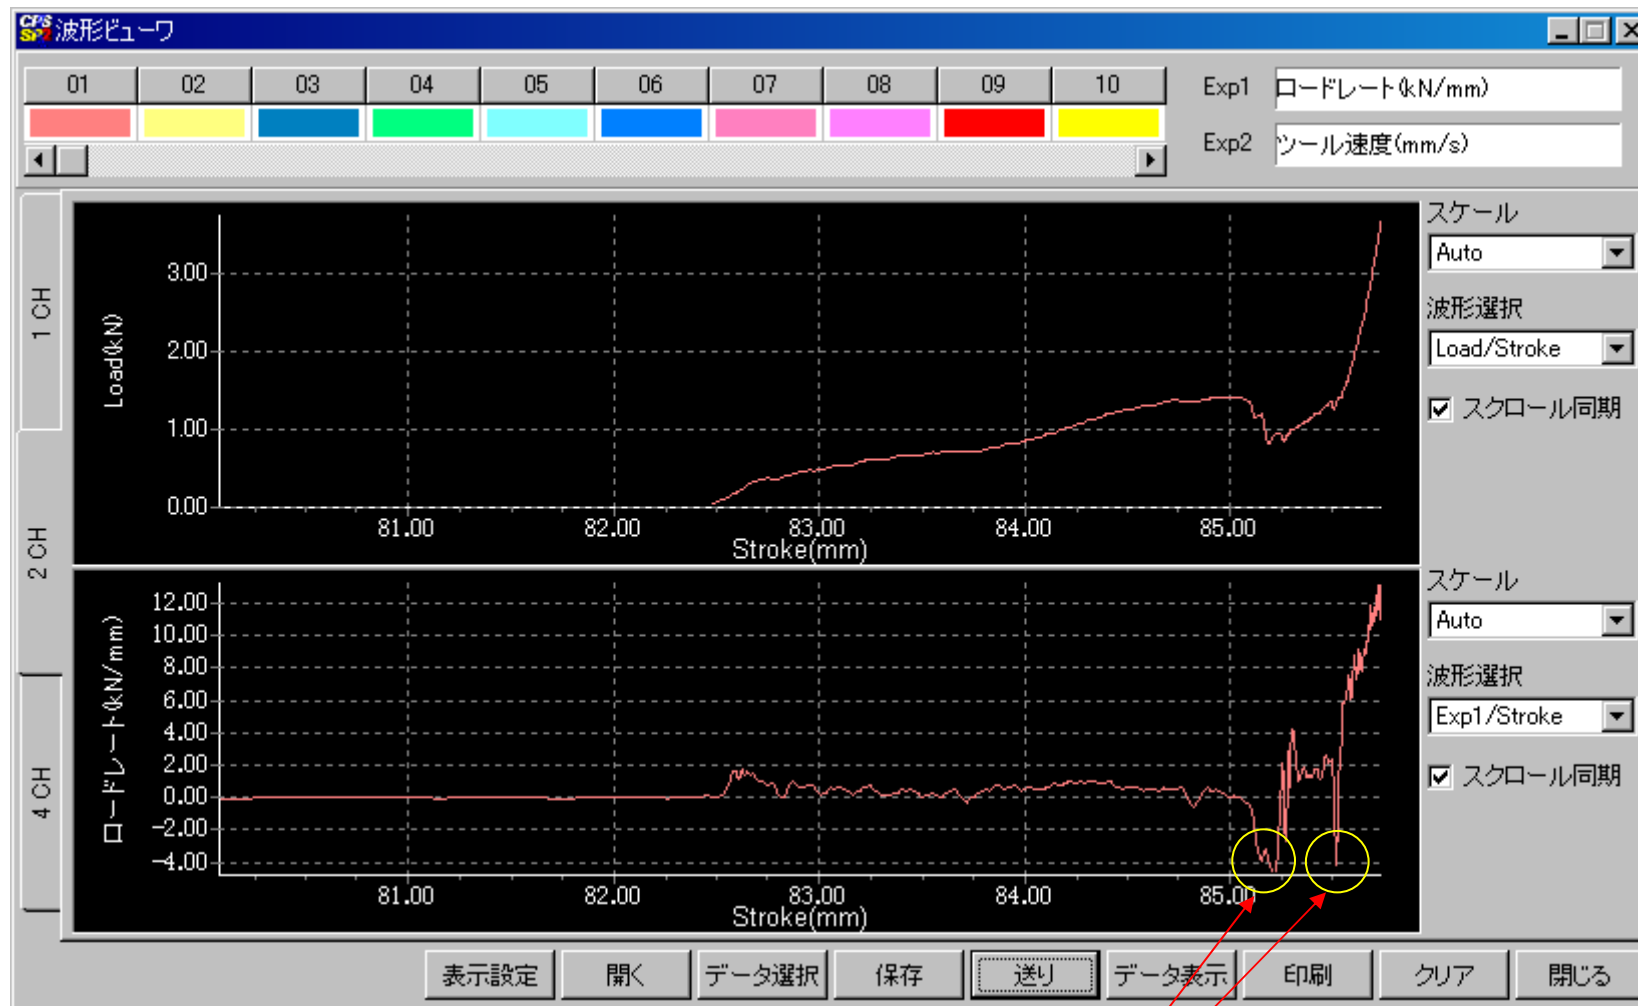 CPS SP2 波形ビューワ
01 02 03 04 05 06 07 08 09 10
Exp1 ロードレート(kN/mm)
Exp2 ツール速度(mm/s)
1 CH
2 CH
4 CH
Load(kN)
3.00
2.00
1.00
0.00
81.00 82.00 83.00 84.00 85.00
Stroke(mm)
スケール
Auto
波形選択
Load/Stroke
スクロール同期
ロードレート(kN/mm)
12.00
10.00
8.00
6.00
4.00
2.00
0.00
-2.00
-4.00
81.00 82.00 83.00 84.00 85.00
Stroke(mm)
スケール
Auto
波形選択
Exp1/Stroke
スクロール同期
表示設定 開く データ選択 保存 送り データ表示 印刷 クリア 閉じる